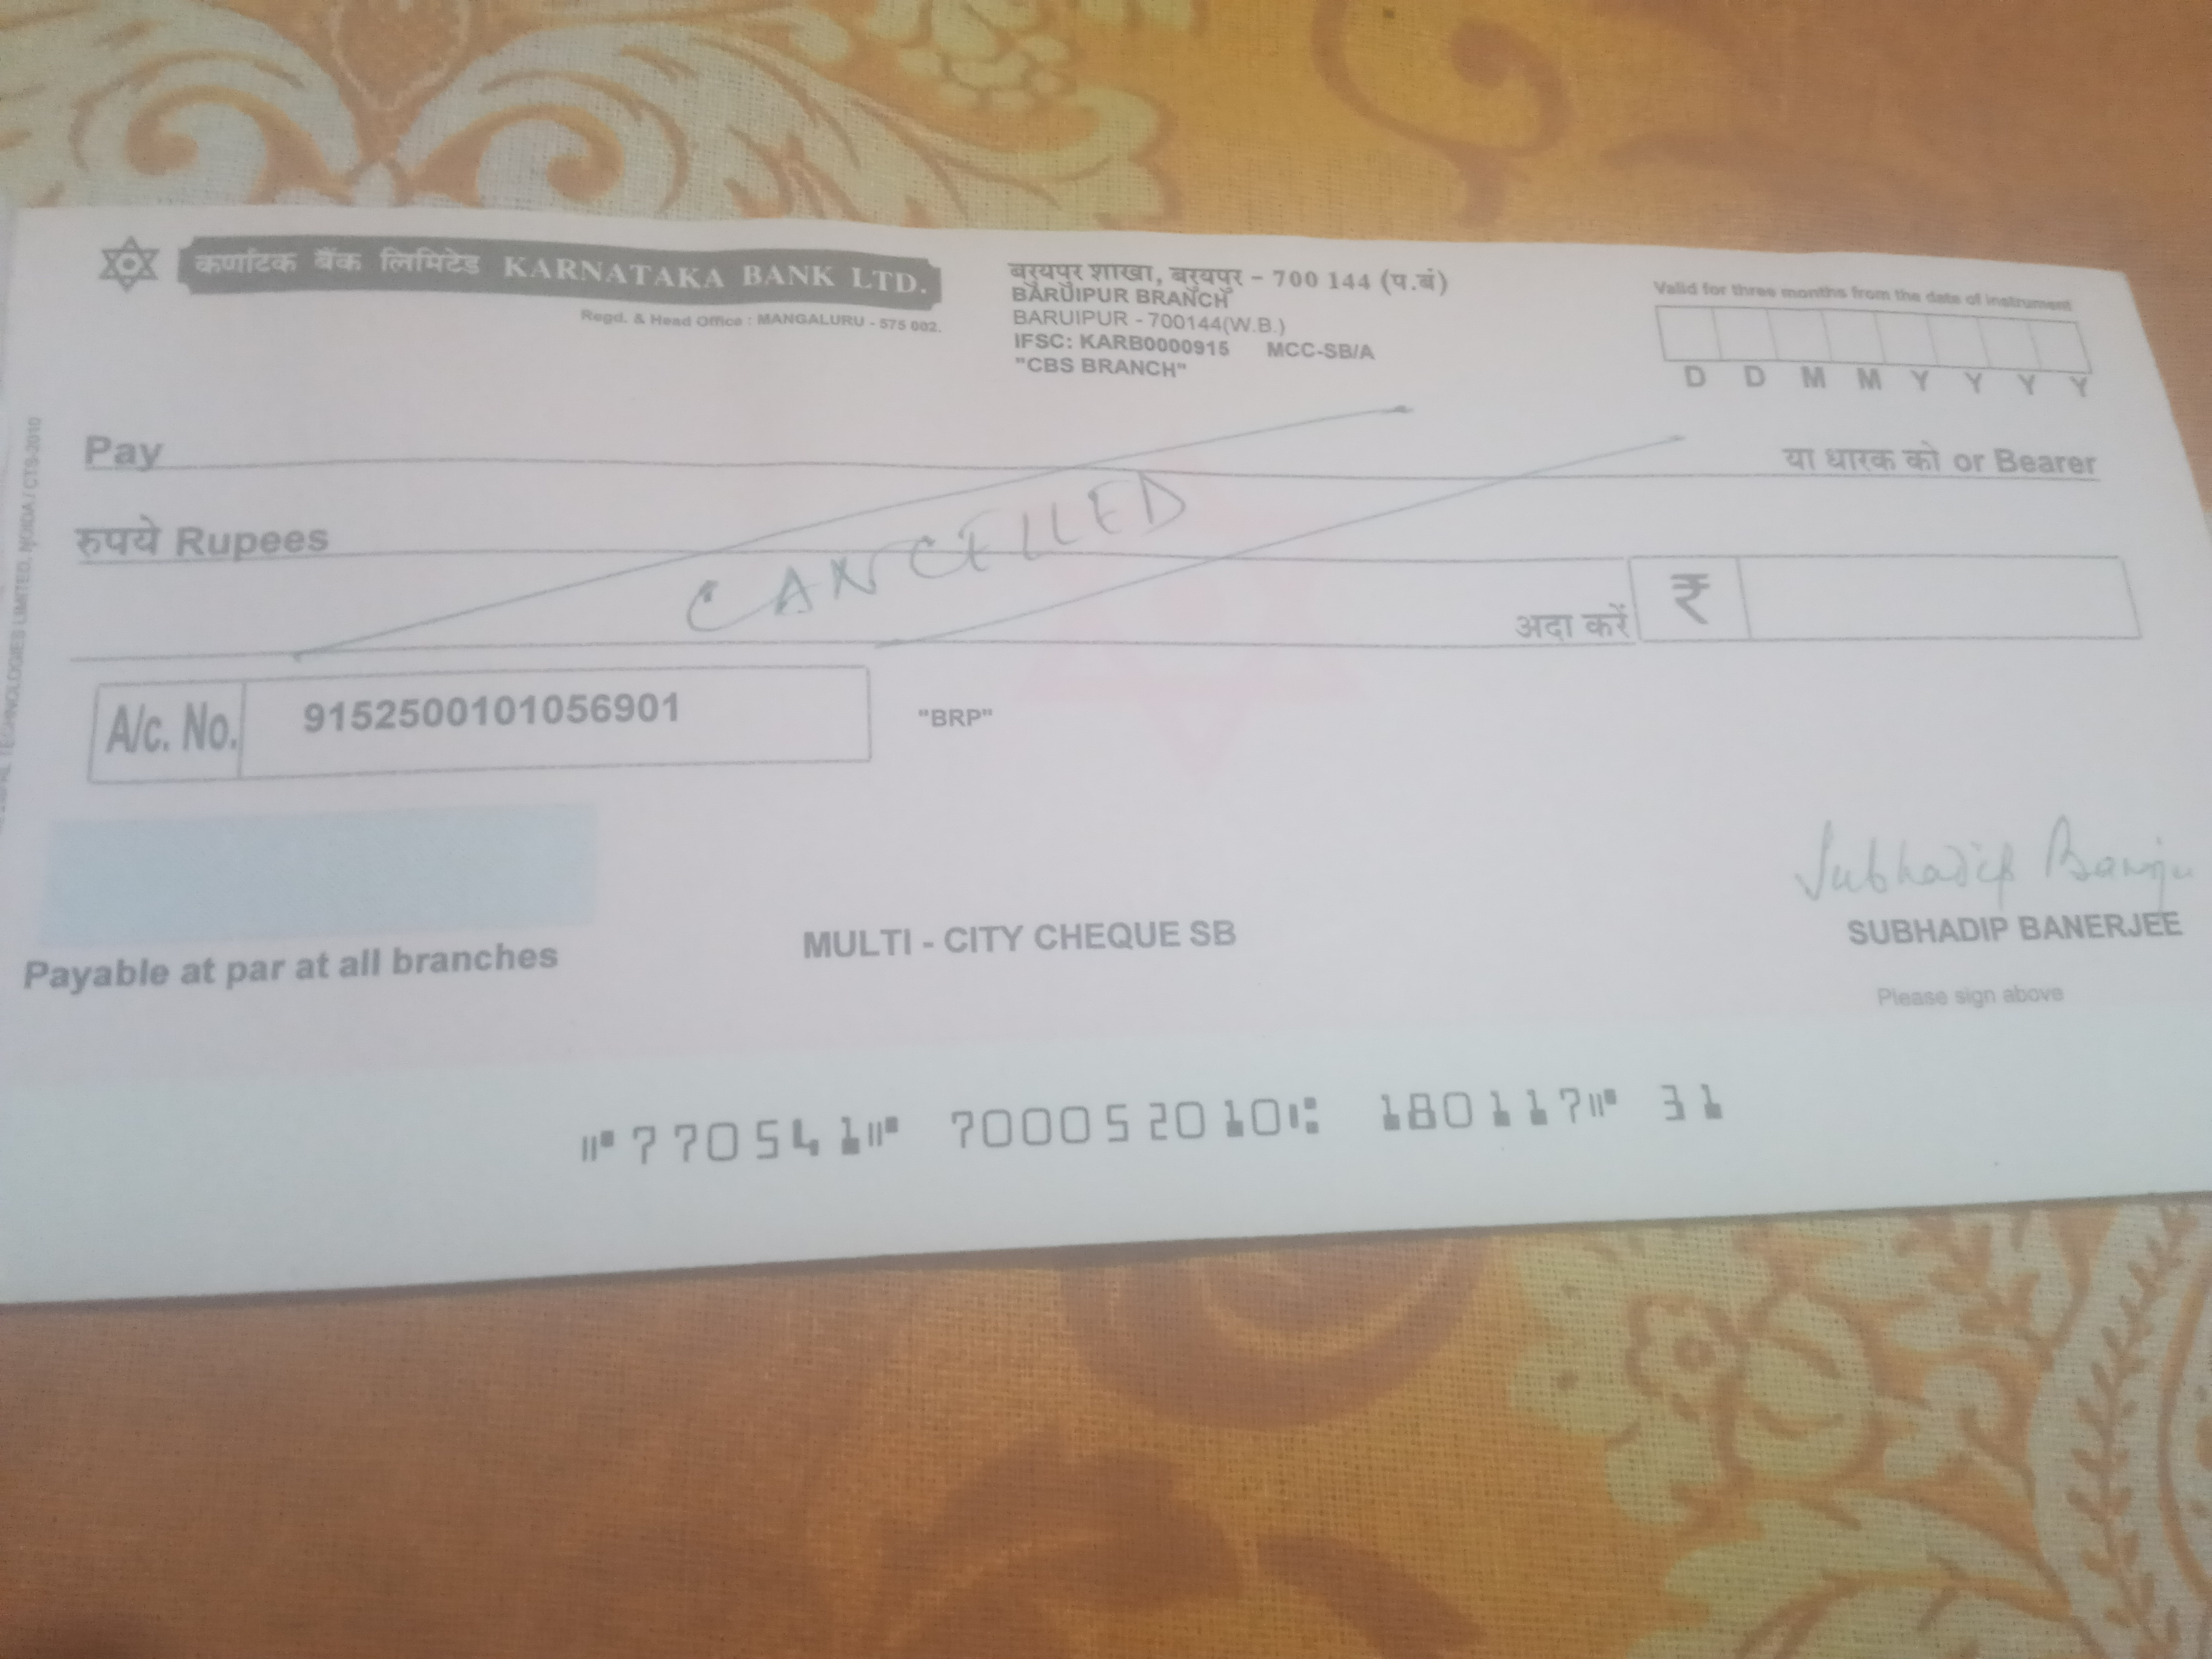 कर्णाटक बैंक लिमिटेड KARNATAKA BANK LTD.
Regd. & Head Office : MANGALURU - 575 002.
बरुयपुर शाखा, बरुयपुर - 700 144 (प.बं)
BARUIPUR BRANCH
BARUIPUR - 700144(W.B.)
IFSC: KARB0000915 MCC-SB/A
"CBS BRANCH"
Valid for three months from the date of instrument
D D M M Y Y Y Y
Pay
या धारक को or Bearer
रुपये Rupees
CANCELLED
अदा करें ₹
A/c. No. 9152500101056901
"BRP"
TECHNOLOGIES LIMITED, NOIDA / CTS-2010
Subhadip
SUBHADIP BANERJEE
Please sign above
Payable at par at all branches
MULTI - CITY CHEQUE SB
⑈770541⑈ 700052010⑆ 180117⑈ 31